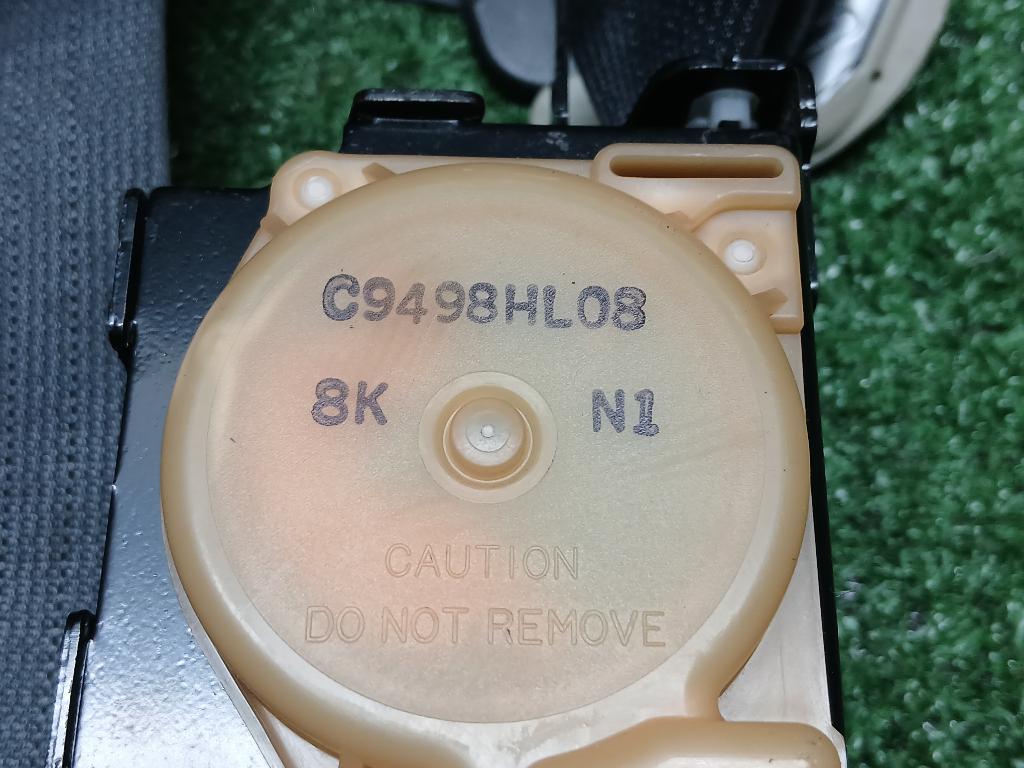 C9498HL08
8K N1
CAUTION
DO NOT REMOVE